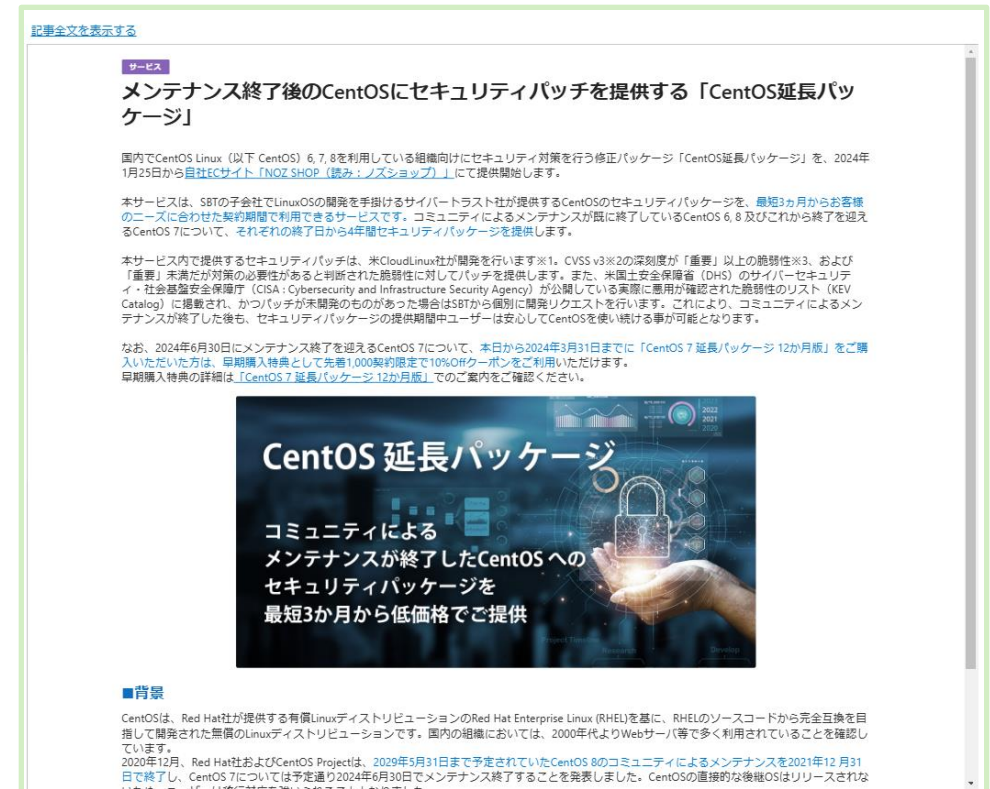 記事全文を表示する
サービス
メンテナンス終了後のCentOSにセキュリティパッチを提供する「CentOS延長パッ
ケージ」
国内でCentOS Linux（以下 CentOS）6, 7, 8を利用している組織向けにセキュリティ対策を行う修正パッケージ「CentOS延長パッケージ」を、2024年
1月25日から自社ECサイト「NOZ SHOP（読み：ノズショップ）」にて提供開始します。
本サービスは、SBTの子会社でLinuxOSの開発を手掛けるサイバートラスト社が提供するCentOSのセキュリティパッケージを、最短3ヵ月からお客様
のニーズに合わせた契約期間で利用できるサービスです。コミュニティによるメンテナンスが既に終了しているCentOS 6, 8 及びこれから終了を迎え
るCentOS 7について、それぞれの終了日から4年間セキュリティパッケージを提供します。
本サービス内で提供するセキュリティパッチは、米CloudLinux社が開発を行います※1。CVSS v3※2の深刻度が「重要」以上の脆弱性※3、および
「重要」未満だが対策の必要性があると判断された脆弱性に対してパッチを提供します。また、米国土安全保障省（DHS）のサイバーセキュリテ
ィ・社会基盤安全保障庁（CISA : Cybersecurity and Infrastructure Security Agency）が公開している実際に悪用が確認された脆弱性のリスト（KEV
Catalog）に掲載され、かつパッチが未開発のものがあった場合はSBTから個別に開発リクエストを行います。これにより、コミュニティによるメン
テナンスが終了した後も、セキュリティパッケージの提供期間中ユーザーは安心してCentOSを使い続ける事が可能となります。
なお、2024年6月30日にメンテナンス終了を迎えるCentOS 7について、本日から2024年3月31日までに「CentOS 7 延長パッケージ 12か月版」をご購
入いただいた方は、早期購入特典として先着1,000契約限定で10%Offクーポンをご利用いただけます。
早期購入特典の詳細は「CentOS 7 延長パッケージ 12か月版」でのご案内をご確認ください。
2022
2021
2020
CentOS 延長パッケージ
コミュニティによる
メンテナンスが終了したCentOS への
セキュリティパッケージを
最短3か月から低価格でご提供
Project Timeline
Research
Develop
■背景
CentOSは、Red Hat社が提供する有償LinuxディストリビューションのRed Hat Enterprise Linux (RHEL)を基に、RHELのソースコードから完全互換を目
指して開発された無償のLinuxディストリビューションです。国内の組織においては、2000年代よりWebサーバ等で多く利用されていることを確認し
ています。
2020年12月、Red Hat社およびCentOS Projectは、2029年5月31日まで予定されていたCentOS 8のコミュニティによるメンテナンスを2021年12 月31
日で終了し、CentOS 7については予定通り2024年6月30日でメンテナンス終了することを発表しました。CentOSの直接的な後継OSはリリースされな